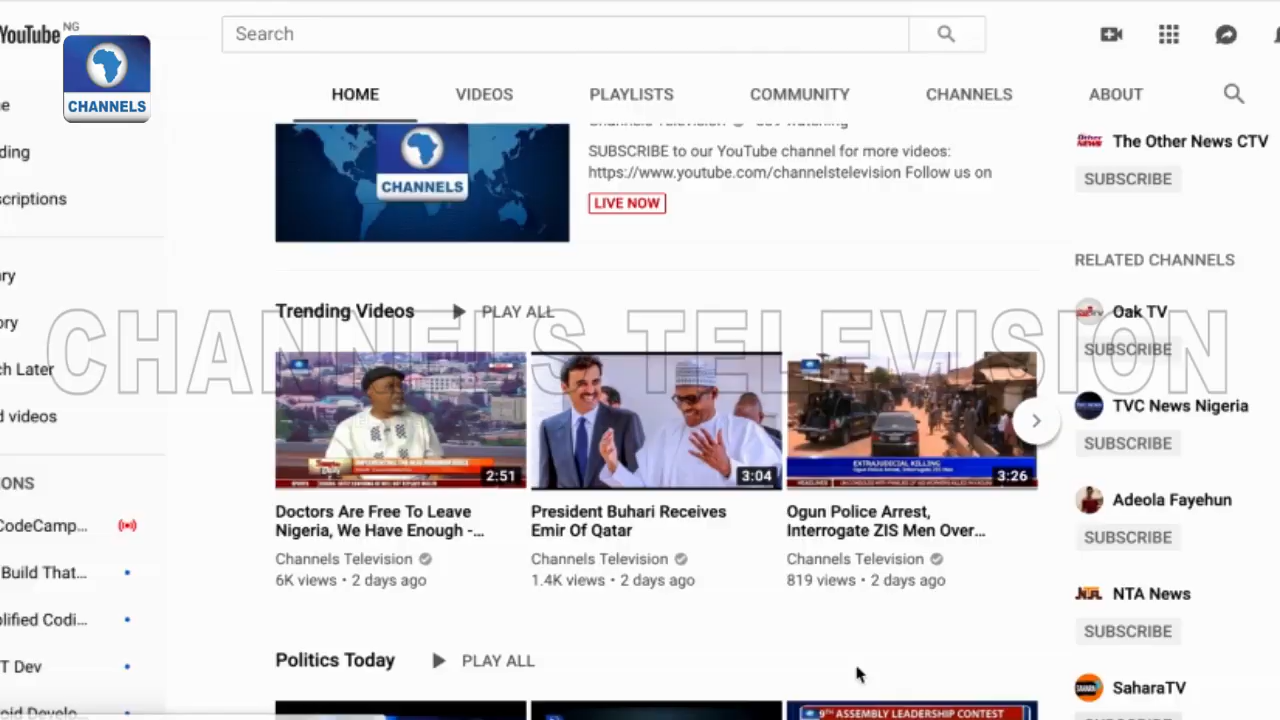 YouTube NG
Search
CHANNELS
HOME
VIDEOS
PLAYLISTS
COMMUNITY
CHANNELS
ABOUT
CHANNELS
SUBSCRIBE to our YouTube channel for more videos:
https://www.youtube.com/channelstelevision Follow us on
LIVE NOW
Trending Videos
PLAY ALL
CHANNELS TELEVISION
2:51
Doctors Are Free To Leave
Nigeria, We Have Enough -...
Channels Television
6K views • 2 days ago
3:04
President Buhari Receives
Emir Of Qatar
Channels Television
1.4K views • 2 days ago
EXTRAJUDICIAL KILLING
3:26
Ogun Police Arrest,
Interrogate ZIS Men Over...
Channels Television
819 views • 2 days ago
Politics Today
PLAY ALL
9TH ASSEMBLY LEADERSHIP CONTEST
The Other News CTV
SUBSCRIBE
RELATED CHANNELS
Oak TV
SUBSCRIBE
TVC News Nigeria
SUBSCRIBE
Adeola Fayehun
SUBSCRIBE
NTA News
SUBSCRIBE
SaharaTV
ding
criptions
ry
ory
ch Later
d videos
ONS
CodeCamp...
Build That...
lified Codi...
T Dev